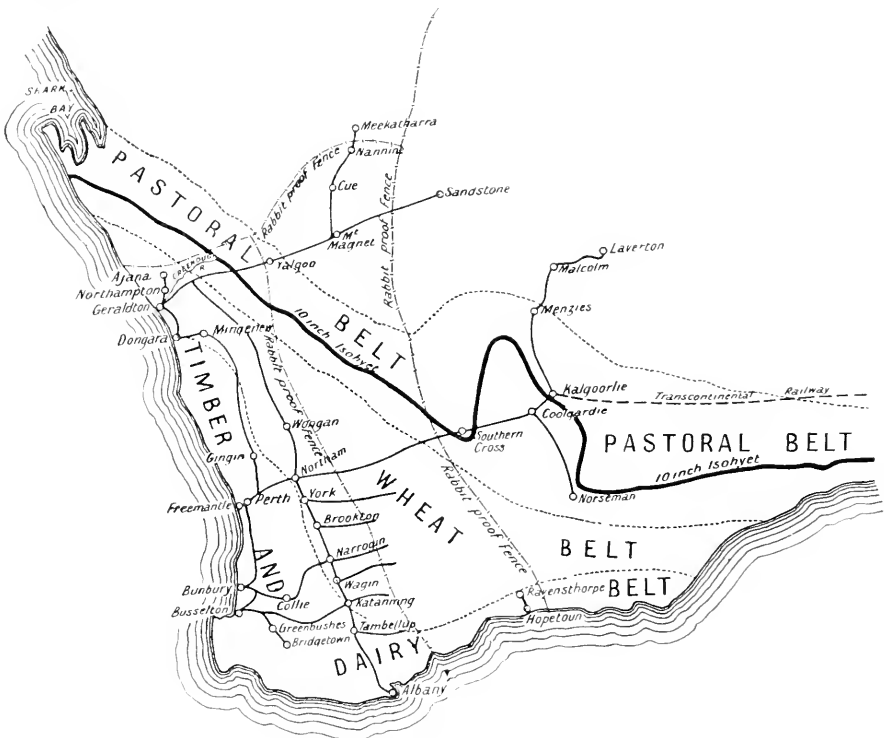 SHARK
BAY
Meekatharra
Nannine
Rabbit proof Fence
Cue
Sandstone
PASTORAL
BELT
Mt
Magnet
Rabbit proof Fence
Laverton
Malcolm
Ajana
GREENOUGH
R
Yalgoo
Northampton
Geraldton
Menzies
10 inch Isohyet
Dongara
Mingenew
Rabbit proof Fence
TIMBER
AND
DAIRY
BELT
Kalgoorlie
Transcontinental Railway
Coolgardie
Wongan
Southern
Cross
PASTORAL BELT
10 inch Isohyet
Gingin
Northam
WHEAT
BELT
Rabbit proof Fence
Norseman
Freemantle
Perth
York
Brookton
Narrogin
Bunbury
Wagin
Ravensthorpe
Busselton
Collie
Katanning
Greenbushes
Tambellup
Hopetoun
Bridgetown
Albany